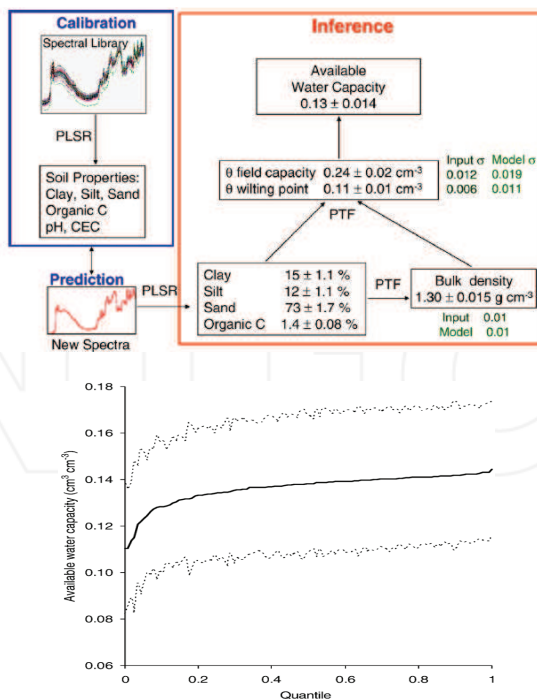 Calibration
Spectral Library
PLSR
Soil Properties:
Clay, Silt, Sand
Organic C
pH, CEC
Prediction
New Spectra
PLSR
Inference
Available
Water Capacity
0.13 ± 0.014
θ field capacity 0.24 ± 0.02 cm⁻³
θ wilting point 0.11 ± 0.01 cm⁻³
Input σ Model σ
0.012 0.019
0.006 0.011
PTF
Clay 15 ± 1.1 %
Silt 12 ± 1.1 %
Sand 73 ± 1.7 %
Organic C 1.4 ± 0.08 %
PTF
Bulk density
1.30 ± 0.015 g cm⁻³
Input 0.01
Model 0.01
Available water capacity (cm³ cm⁻³)
0.18
0.16
0.14
0.12
0.10
0.08
0.06
0 0.2 0.4 0.6 0.8 1
Quantile